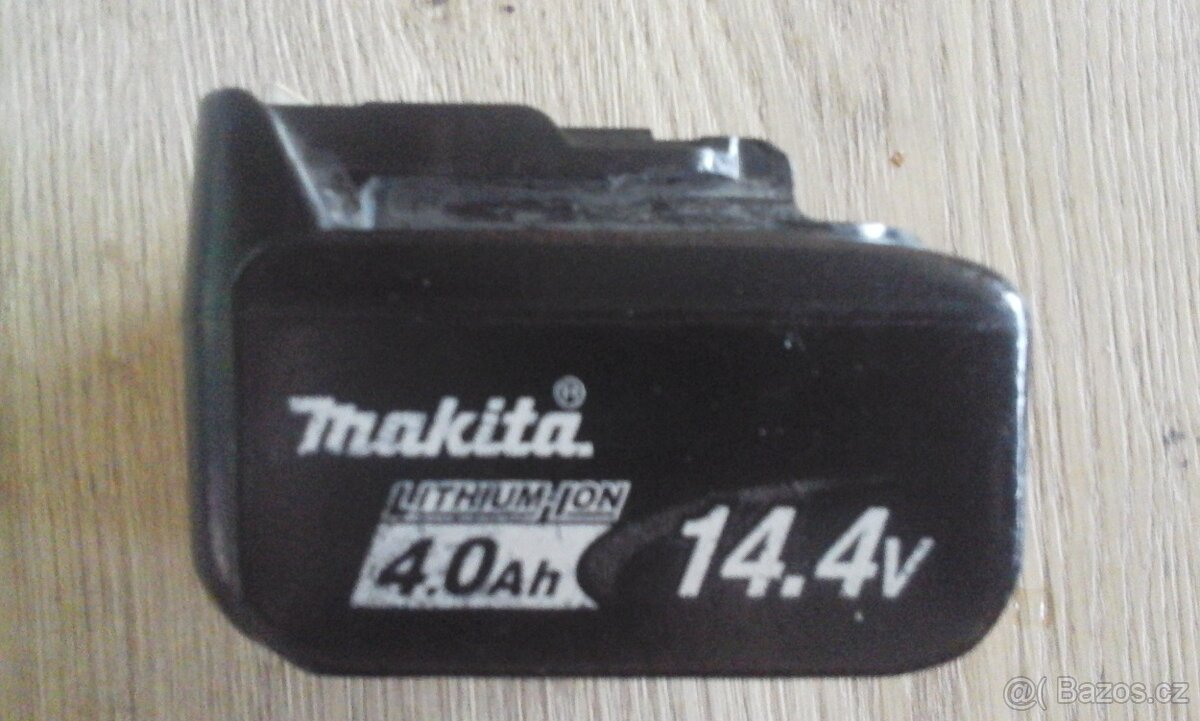 makita®
LITHIUM-ION
4.0Ah
14.4V
@( Bazos.cz